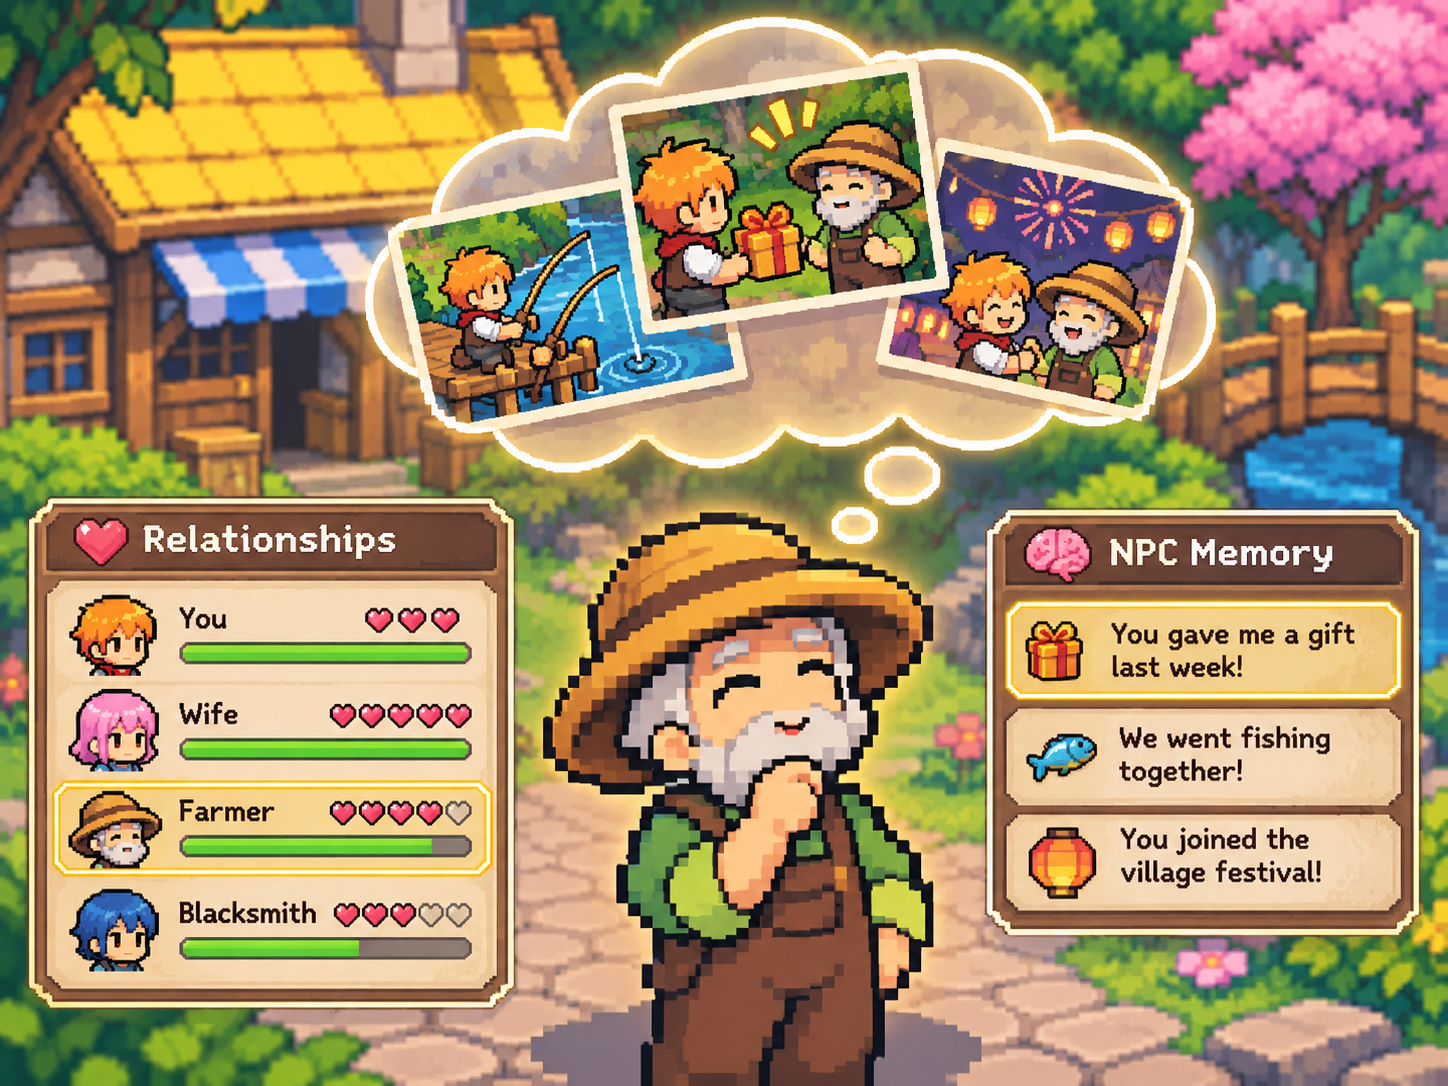 Relationships
You
Wife
Farmer
Blacksmith
NPC Memory
You gave me a gift
last week!
We went fishing
together!
You joined the
village festival!